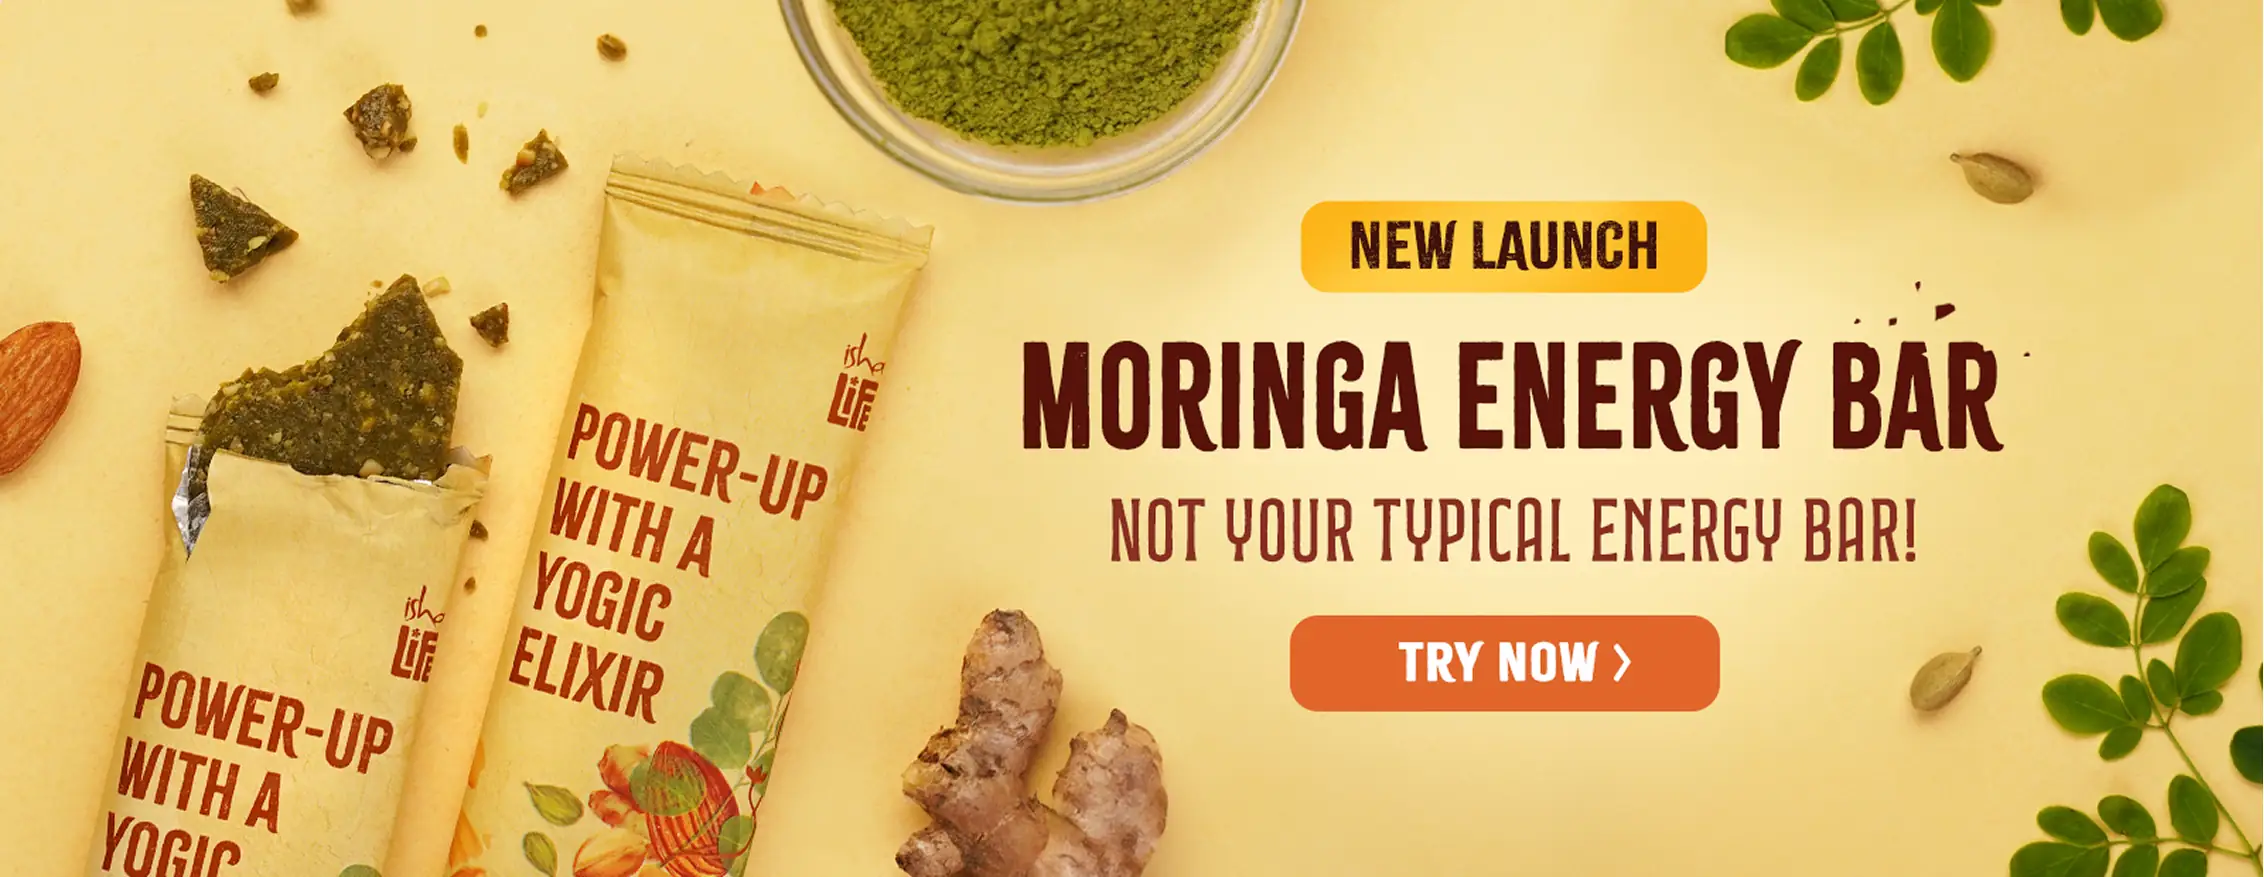 NEW LAUNCH
MORINGA ENERGY BAR
NOT YOUR TYPICAL ENERGY BAR!
TRY NOW >
isha
LIFE
POWER-UP
WITH A
YOGIC
ELIXIR
isha
LIFE
POWER-UP
WITH A
YOGIC